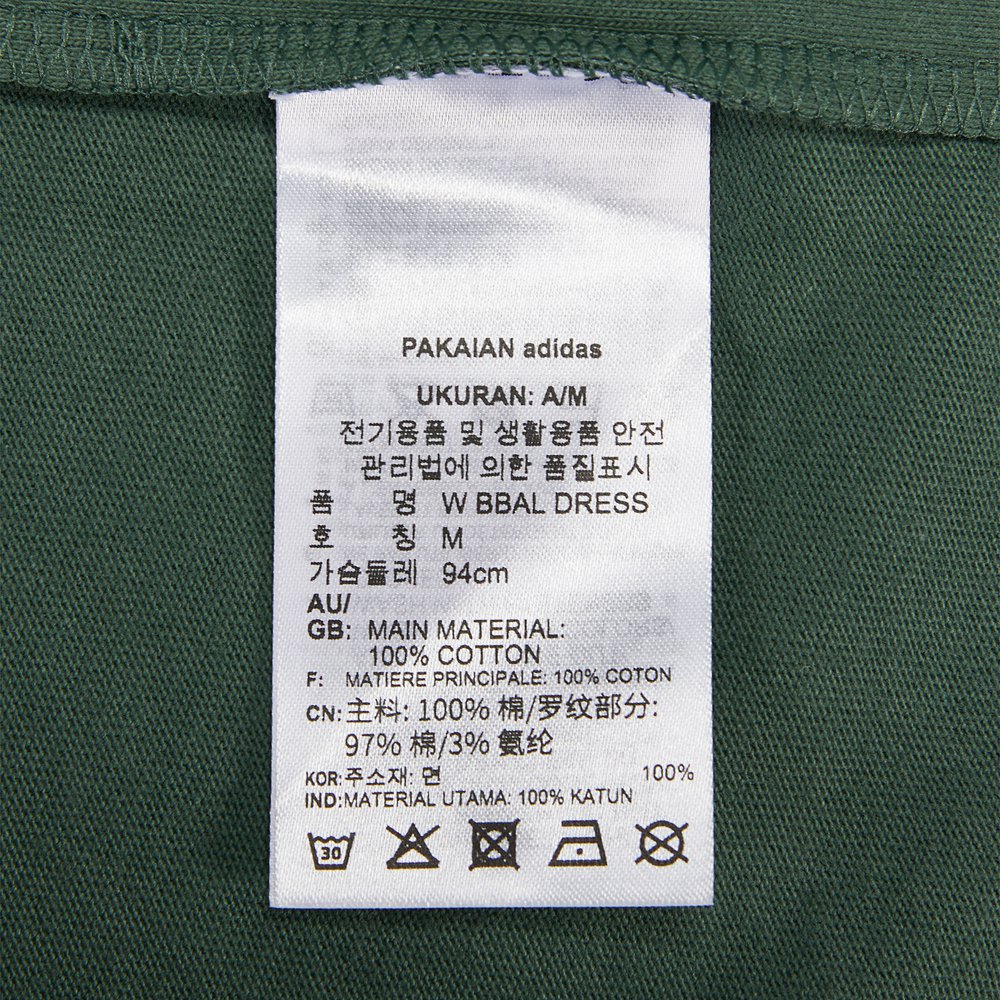 PAKAIAN adidas
UKURAN: A/M
전기용품 및 생활용품 안전
관리법에 의한 품질표시
품 명 W BBAL DRESS
호 칭 M
가슴둘레 94cm
AU/
GB: MAIN MATERIAL:
100% COTTON
F: MATIERE PRINCIPALE: 100% COTON
CN: 主料: 100% 棉/罗纹部分:
97% 棉/3% 氨纶
KOR: 주소재: 면 100%
IND: MATERIAL UTAMA: 100% KATUN
30